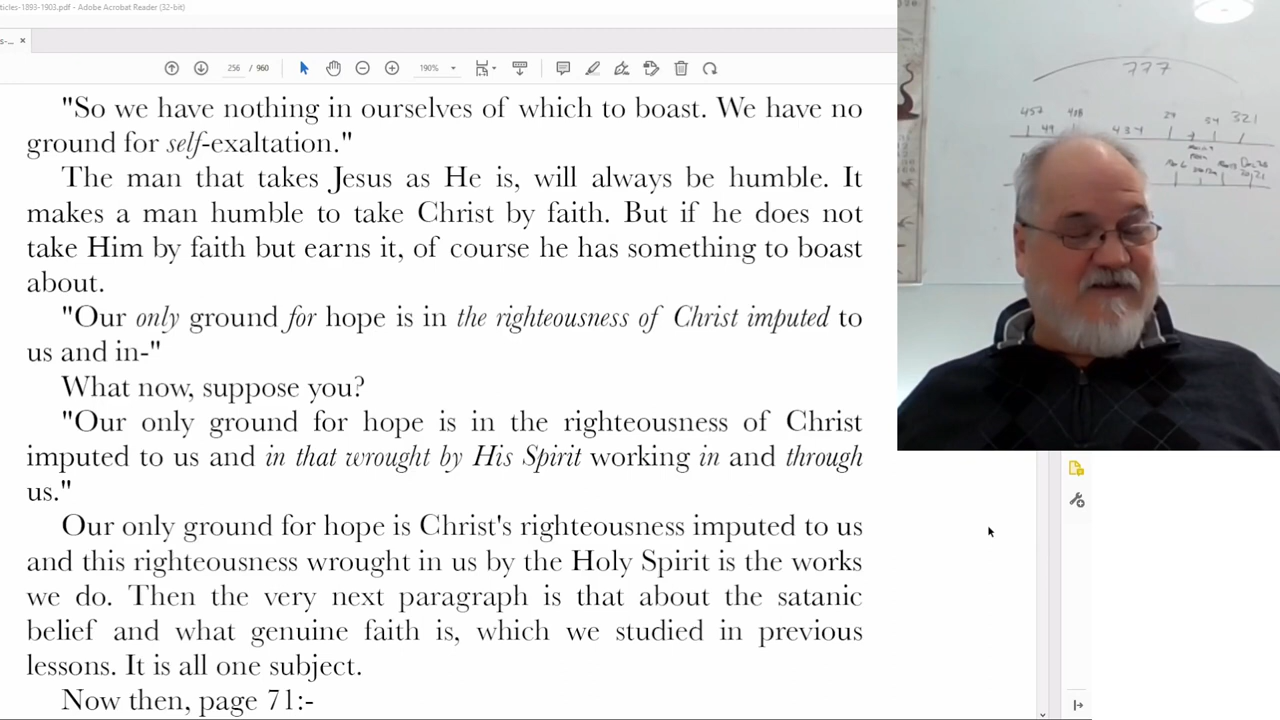 ticles-1893-1903.pdf - Adobe Acrobat Reader (32-bit)
s-... ×
256 / 960
190%
"So we have nothing in ourselves of which to boast. We have no
ground for self-exaltation."
The man that takes Jesus as He is, will always be humble. It
makes a man humble to take Christ by faith. But if he does not
take Him by faith but earns it, of course he has something to boast
about.
"Our only ground for hope is in the righteousness of Christ imputed to
us and in-"
What now, suppose you?
"Our only ground for hope is in the righteousness of Christ
imputed to us and in that wrought by His Spirit working in and through
us."
Our only ground for hope is Christ's righteousness imputed to us
and this righteousness wrought in us by the Holy Spirit is the works
we do. Then the very next paragraph is that about the satanic
belief and what genuine faith is, which we studied in previous
lessons. It is all one subject.
Now then, page 71:-
777
457 408 27 34 321
49 434